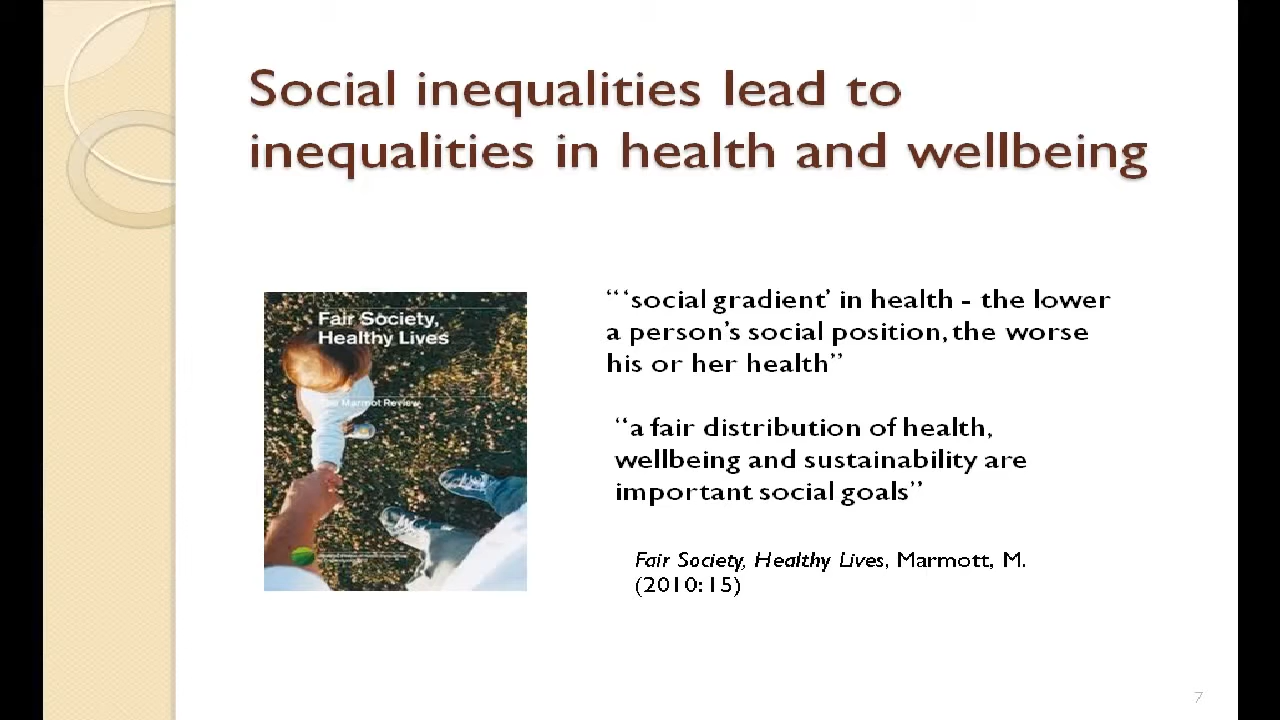 Social inequalities lead to
inequalities in health and wellbeing
Fair Society,
Healthy Lives
Marmot Review
“‘social gradient’ in health - the lower
a person’s social position, the worse
his or her health”
“a fair distribution of health,
wellbeing and sustainability are
important social goals”
Fair Society, Healthy Lives, Marmott, M.
(2010:15)
7